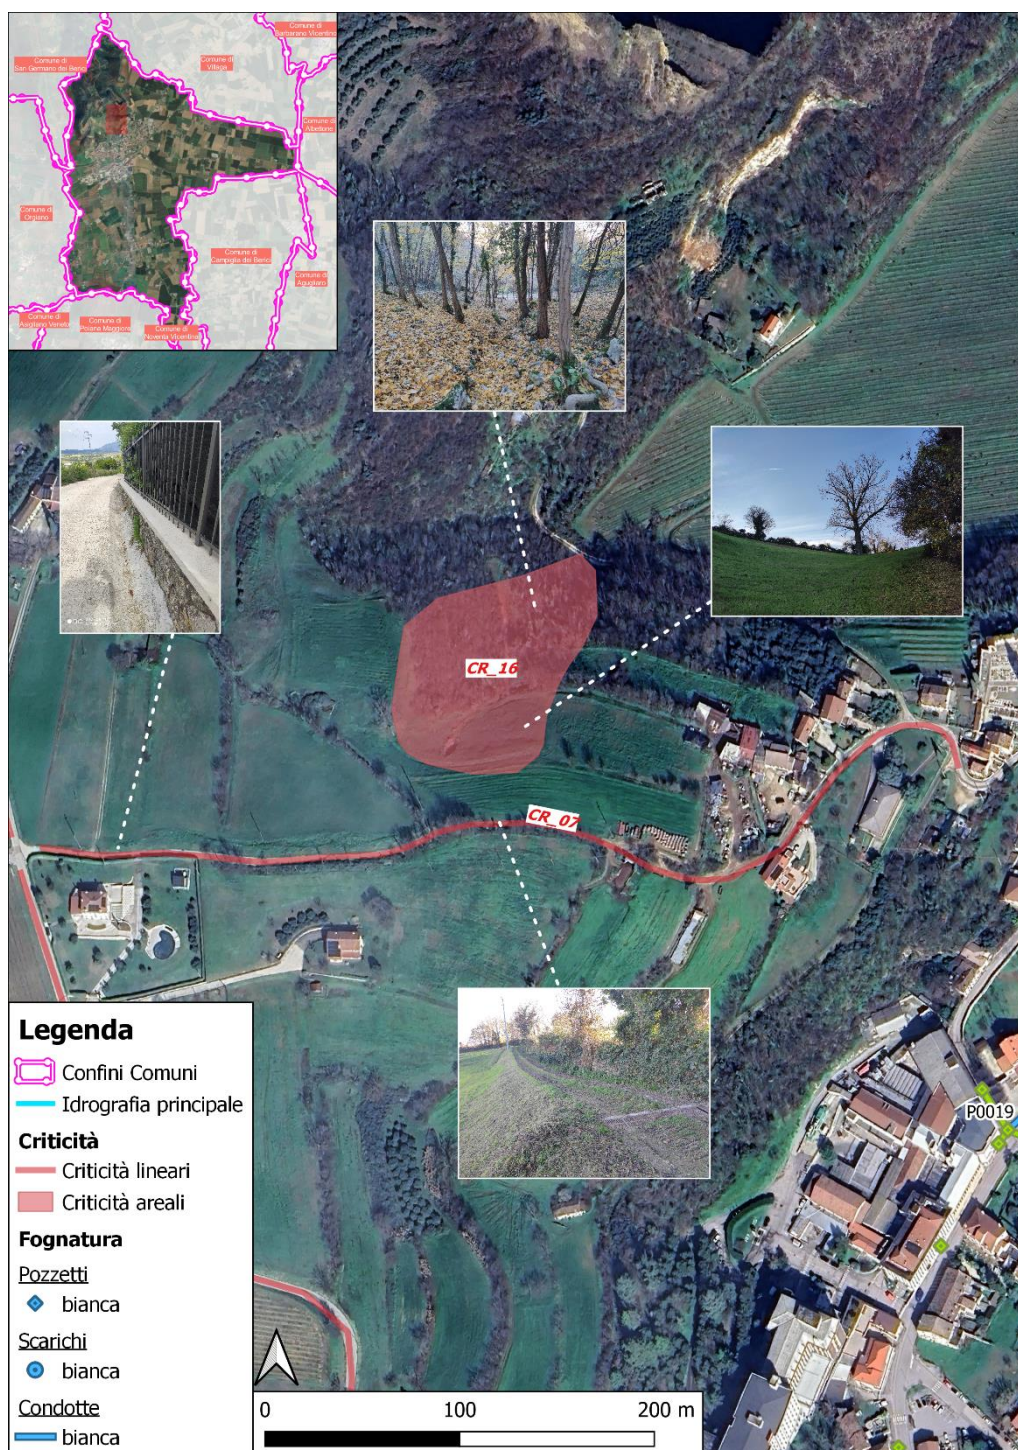 Comune di
Barbarano Vicentino
Comune di
San Germano dei Berici
Comune di
Villaga
Comune di
Albettone
Comune di
Orgiano
Comune di
Campiglia dei Berici
Comune di
Agugliaro
Comune di
Asigliano Veneto
Comune di
Poiana Maggiore
Comune di
Noventa Vicentina
CR_16
CR_07
P0019
Legenda
Confini Comuni
Idrografia principale
Criticità
Criticità lineari
Criticità areali
Fognatura
Pozzetti
bianca
Scarichi
bianca
Condotte
bianca
0 100 200 m